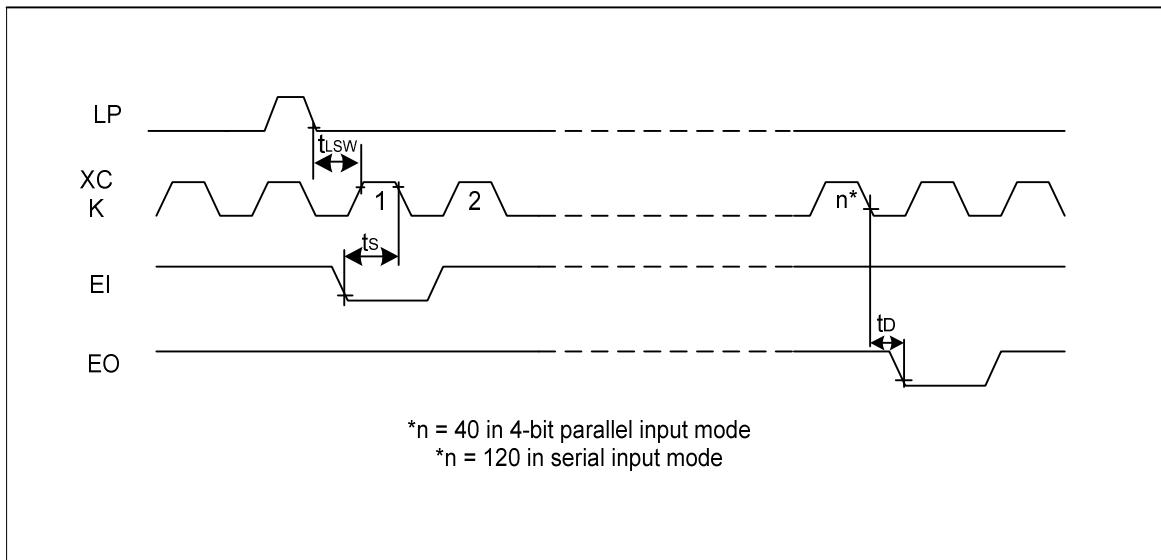 LP
tLSW
XC
K
1
2
n*
ts
EI
tD
EO
*n = 40 in 4-bit parallel input mode
*n = 120 in serial input mode